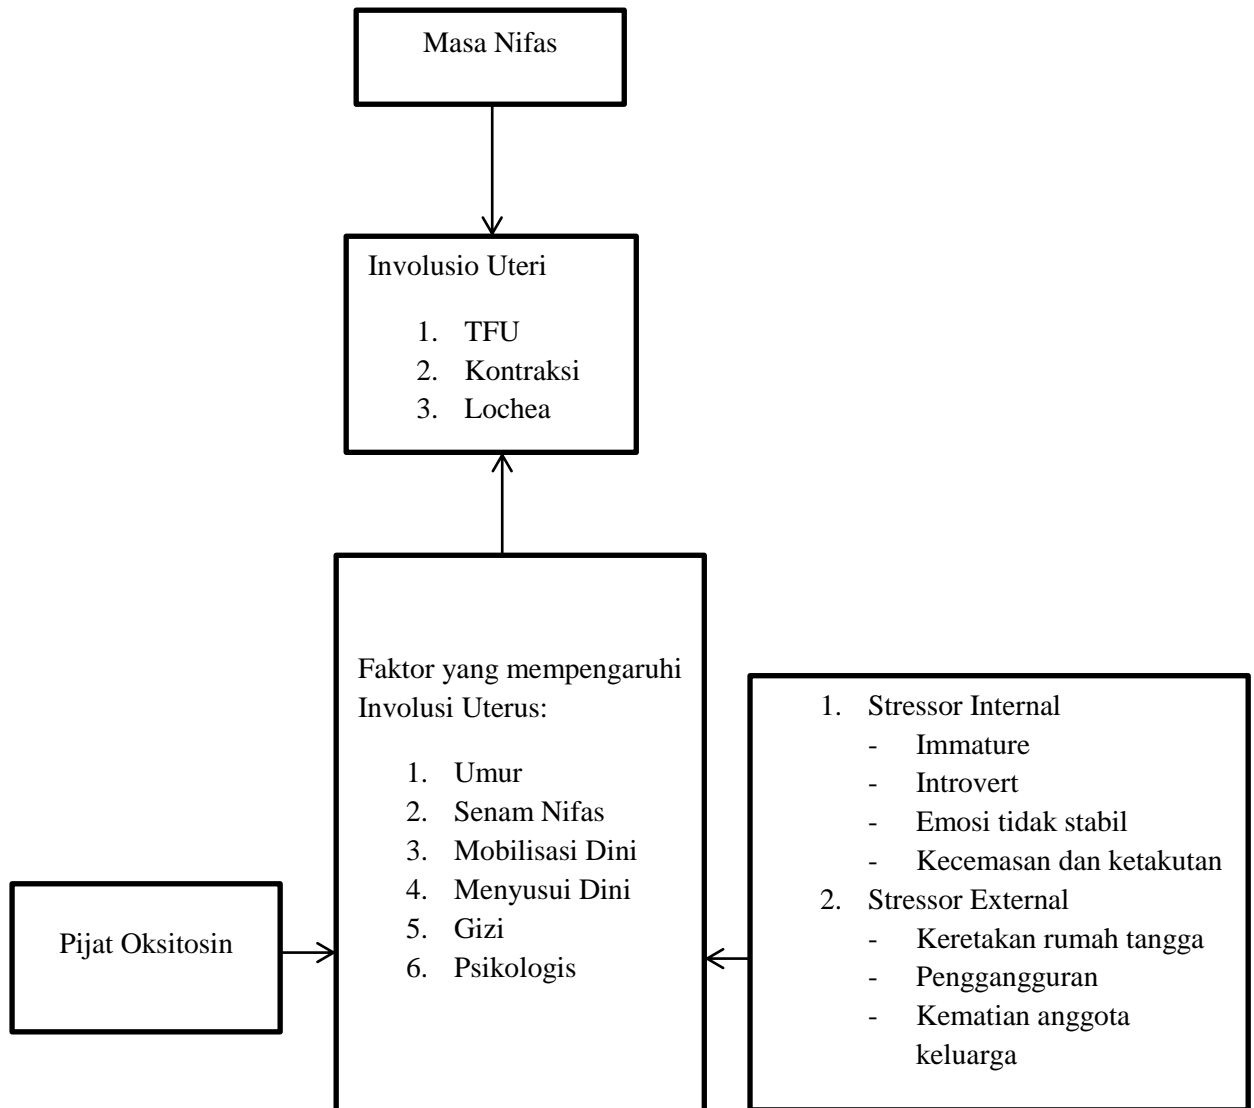 Masa Nifas
Involusio Uteri
1. TFU
2. Kontraksi
3. Lochea
Faktor yang mempengaruhi
Involusi Uterus:
1. Umur
2. Senam Nifas
3. Mobilisasi Dini
4. Menyusui Dini
5. Gizi
6. Psikologis
Pijat Oksitosin
1. Stressor Internal
- Immature
- Introvert
- Emosi tidak stabil
- Kecemasan dan ketakutan
2. Stressor External
- Keretakan rumah tangga
- Penggangguran
- Kematian anggota
keluarga